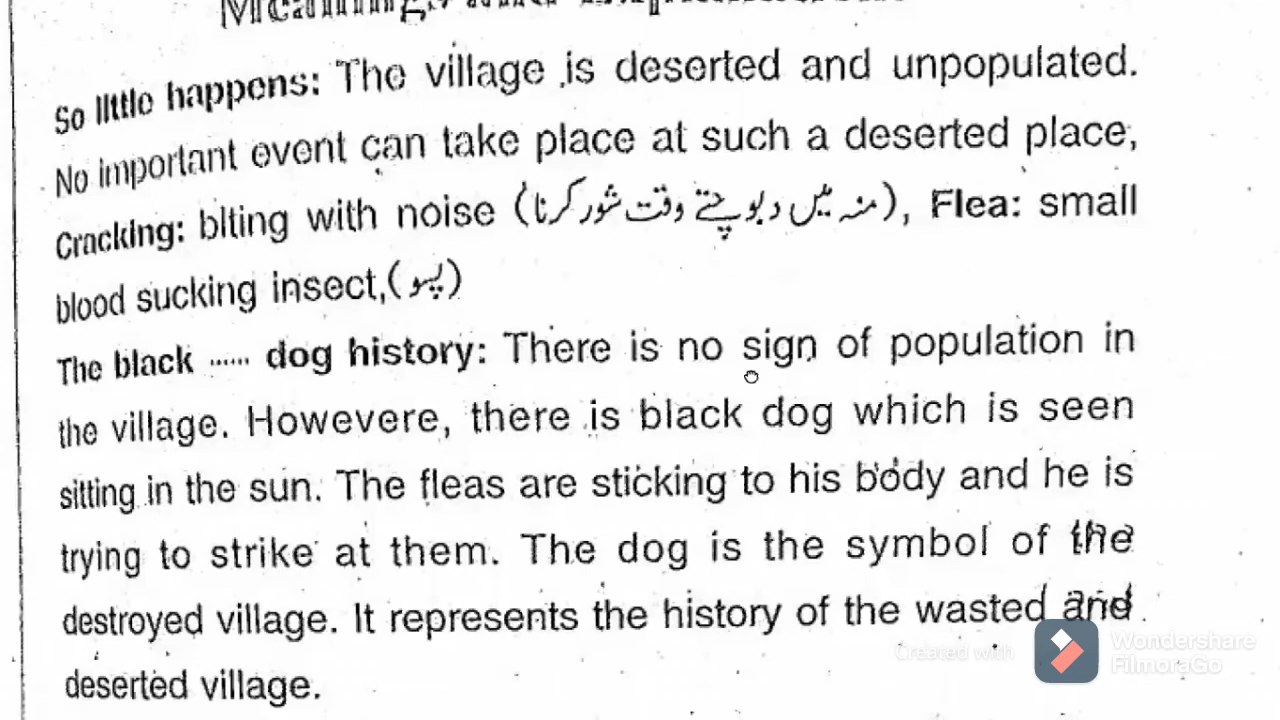 Meanings and Explanations
So little happens: The village is deserted and unpopulated.
No important event can take place at such a deserted place,
Cracking: biting with noise (منہ میں دبوچتے وقت شور کرنا), Flea: small
blood sucking insect,(پسو)
The black ...... dog history: There is no sign of population in
the village. Howevere, there is black dog which is seen
sitting in the sun. The fleas are sticking to his body and he is
trying to strike at them. The dog is the symbol of the
destroyed village. It represents the history of the wasted and
deserted village.
Created with
Wondershare
FilmoraGo